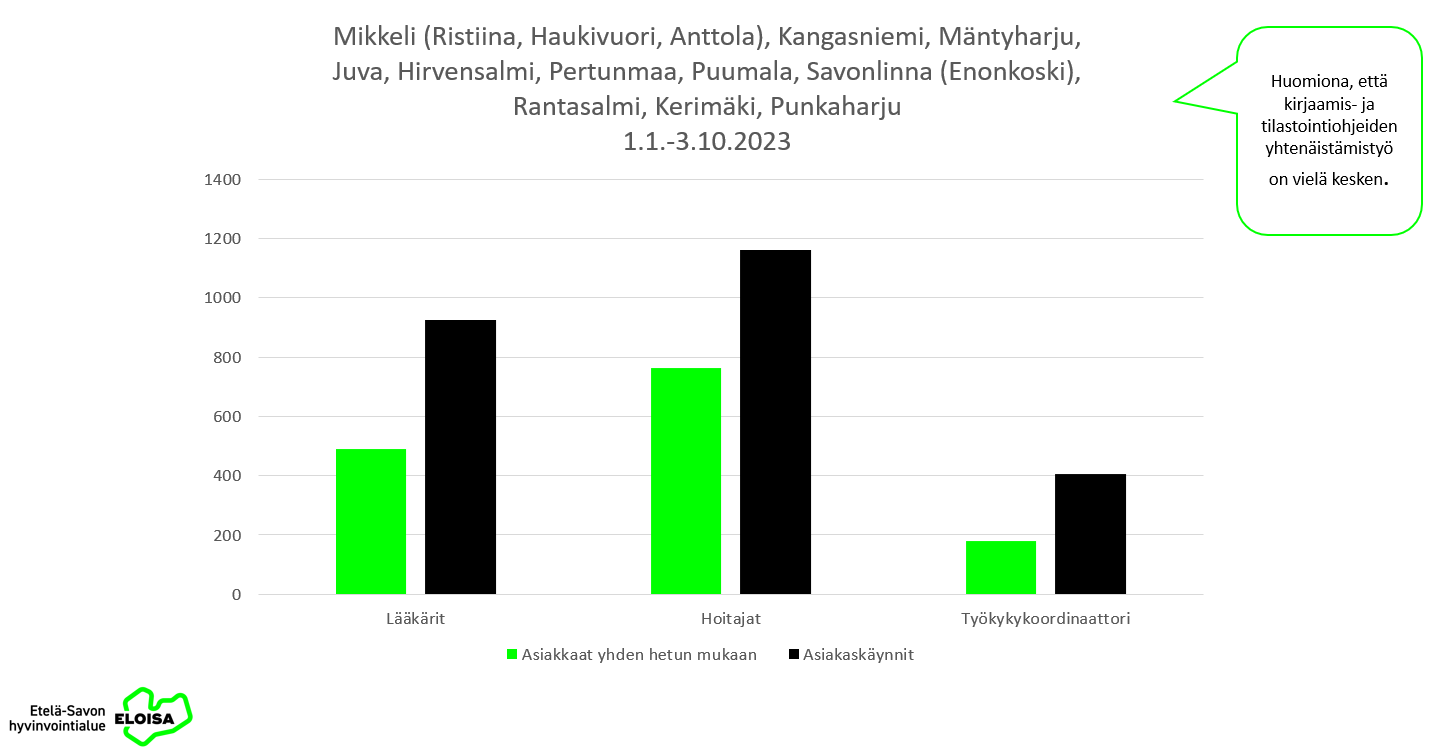 Mikkeli (Ristiina, Haukivuori, Anttola), Kangasniemi, Mäntyharju,
Juva, Hirvensalmi, Pertunmaa, Puumala, Savonlinna (Enonkoski),
Rantasalmi, Kerimäki, Punkaharju
1.1.-3.10.2023
Huomiona, että
kirjaamis- ja
tilastointiohjeiden
yhtenäistämistyö
on vielä kesken.
1400
1200
1000
800
600
400
200
0
Lääkärit
Hoitajat
Työkykykoordinaattori
Asiakkaat yhden hetun mukaan
Asiakaskäynnit
Etelä-Savon
hyvinvointialue
ELOISA